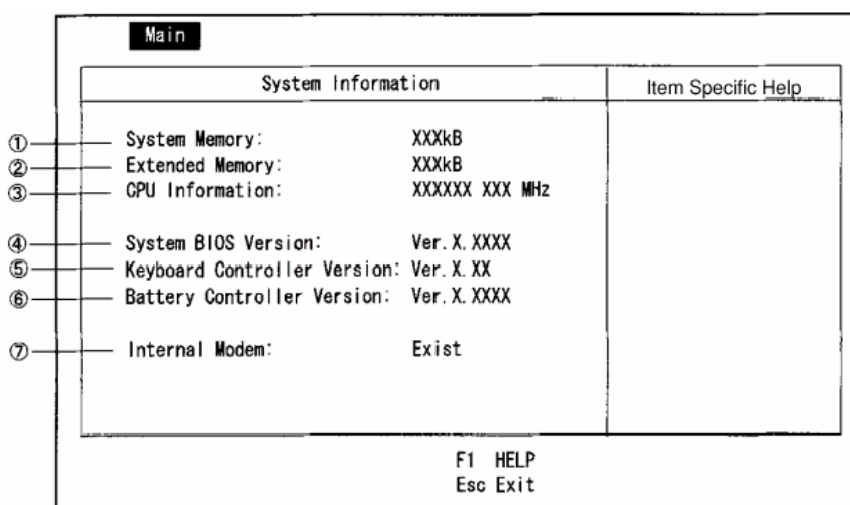 Main
System Information Item Specific Help
① System Memory: XXXkB
② Extended Memory: XXXkB
③ CPU Information: XXXXXX XXX MHz
④ System BIOS Version: Ver.X.XXXX
⑤ Keyboard Controller Version: Ver.X.XX
⑥ Battery Controller Version: Ver.X.XXXX
⑦ Internal Modem: Exist
F1 HELP
Esc Exit